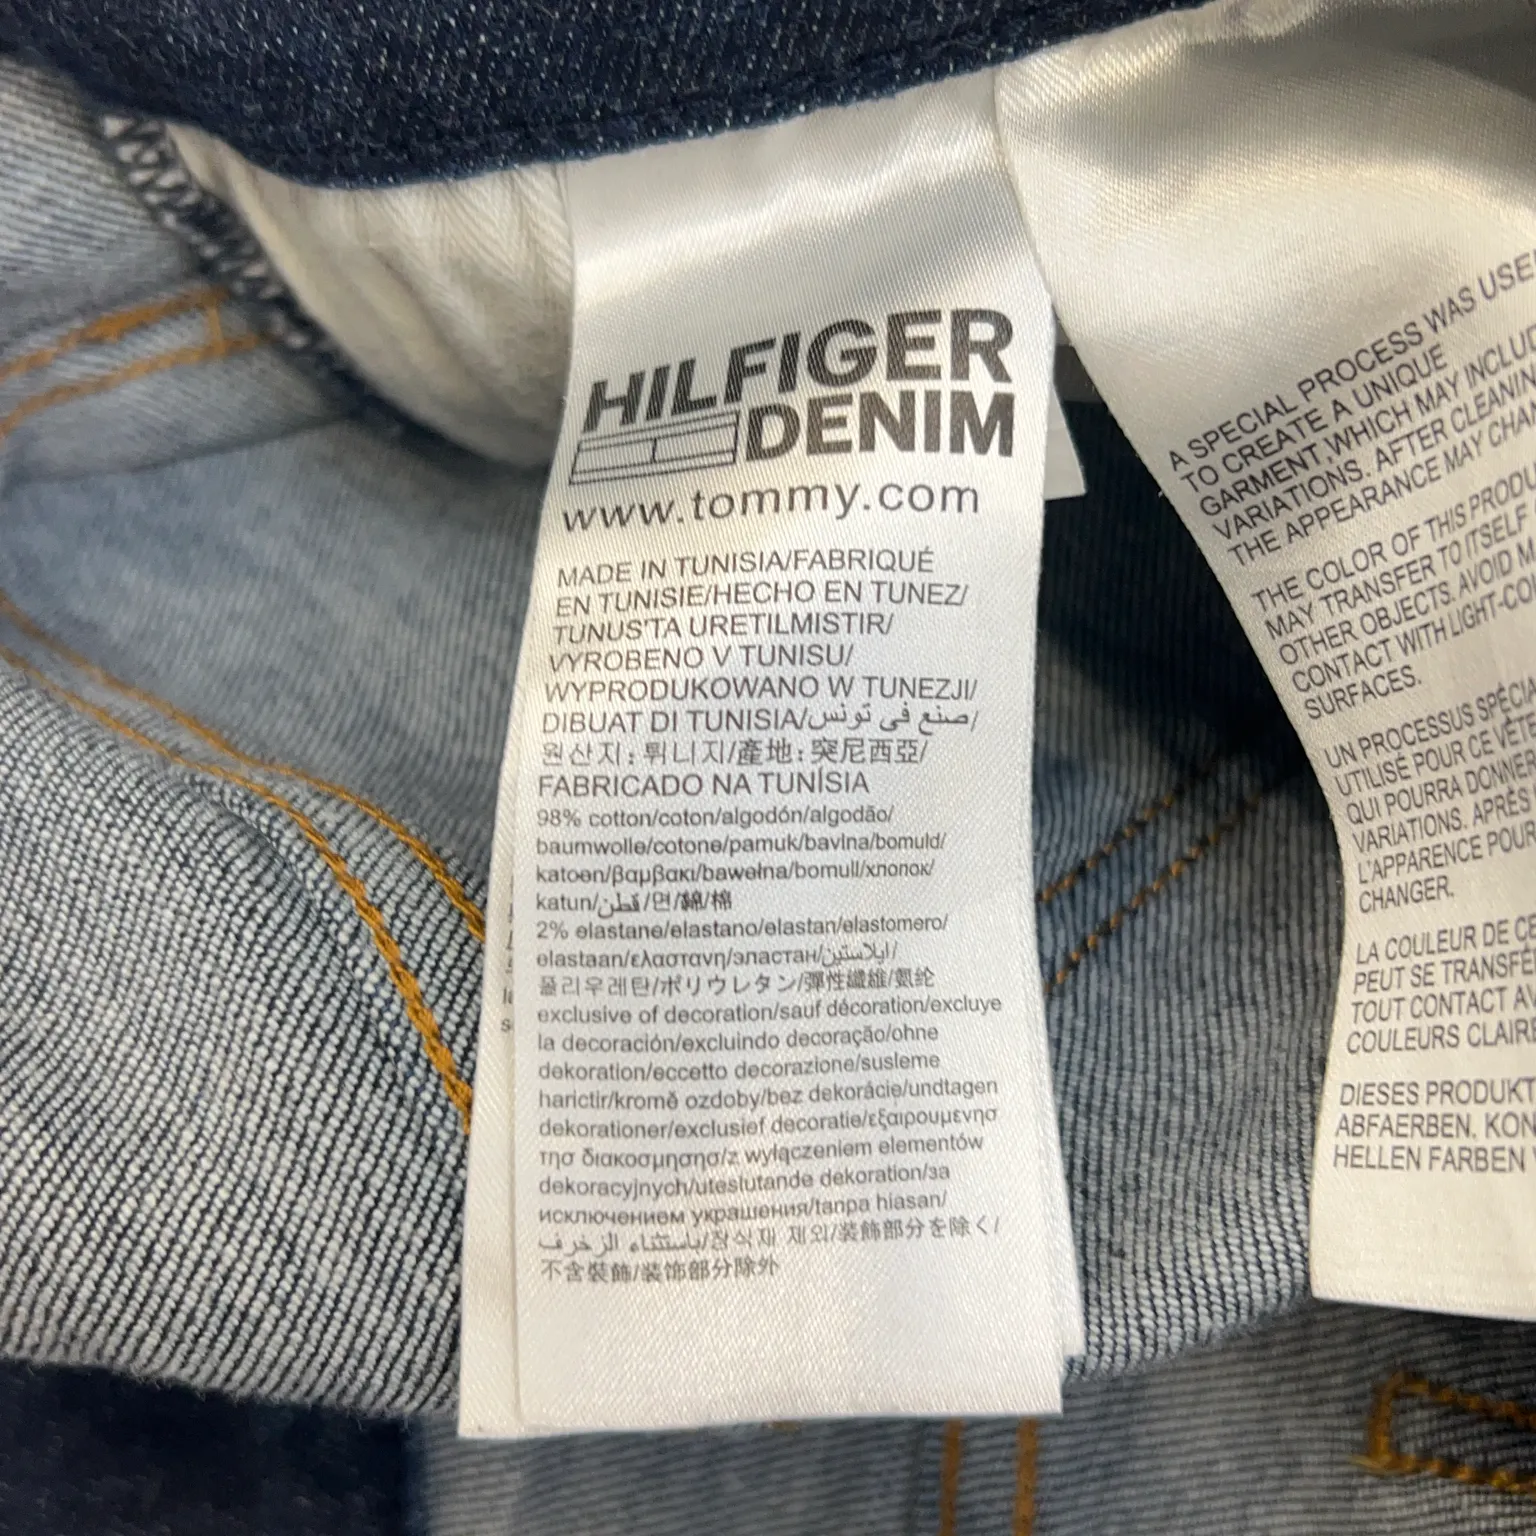 HILFIGER
DENIM
www.tommy.com
MADE IN TUNISIA/FABRIQUÉ
EN TUNISIE/HECHO EN TUNEZ/
TUNUS'TA URETILMISTIR/
VYROBENO V TUNISU/
WYPRODUKOWANO W TUNEZJI/
DIBUAT DI TUNISIA/صنع في تونس/
원산지:튀니지/產地:突尼西亞/
FABRICADO NA TUNÍSIA
98% cotton/coton/algodón/algodão/
baumwolle/cotone/pamuk/bavlna/bomuld/
katoen/βαμβακι/bawełna/bomull/хлопок/
katun/قطن/면/綿/棉
2% elastane/elastano/elastan/elastomero/
elastaan/ελαστανη/эластан/ايلاستين/
폴리우레탄/ポリウレタン/彈性纖維/氨纶
exclusive of decoration/sauf décoration/excluye
la decoración/excluindo decoração/ohne
dekoration/eccetto decorazione/susleme
harictir/kromě ozdoby/bez dekorácie/undtagen
dekorationer/exclusief decoratie/εξαιρουμενησ
τησ διακοσμησησ/z wyłączeniem elementów
dekoracyjnych/uteslutande dekoration/за
исключением украшения/tanpa hiasan/
باستثناء الزخرف/장식재 제외/装飾部分を除く/
不含裝飾/装饰部分除外
A SPECIAL PROCESS WAS USED
TO CREATE A UNIQUE
GARMENT, WHICH MAY INCLUD
VARIATIONS. AFTER CLEANIN
THE APPEARANCE MAY CHA
THE COLOR OF THIS PRODU
MAY TRANSFER TO ITSELF
OTHER OBJECTS. AVOID
CONTACT WITH LIGHT-CO
SURFACES.
UN PROCESSUS SPÉCIA
UTILISÉ POUR CE VÊTE
QUI POURRA DONNER
VARIATIONS. APRÈS
L'APPARENCE POUR
CHANGER.
LA COULEUR DE CE
PEUT SE TRANSFÉ
TOUT CONTACT AV
COULEURS CLAIRE
DIESES PRODUKT
ABFAERBEN. KON
HELLEN FARBEN